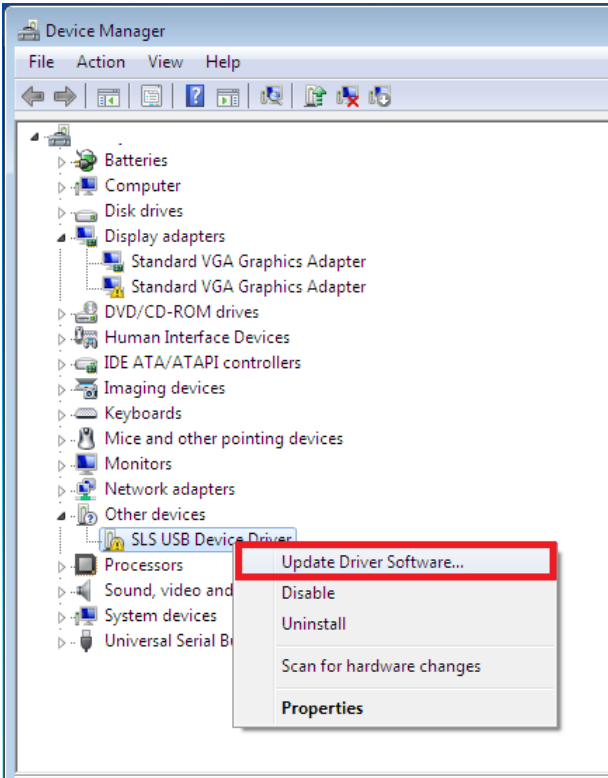 Device Manager
File Action View Help
Batteries
Computer
Disk drives
Display adapters
Standard VGA Graphics Adapter
Standard VGA Graphics Adapter
DVD/CD-ROM drives
Human Interface Devices
IDE ATA/ATAPI controllers
Imaging devices
Keyboards
Mice and other pointing devices
Monitors
Network adapters
Other devices
SLS USB Device Driver
Processors
Sound, video and
System devices
Universal Serial
Update Driver Software...
Disable
Uninstall
Scan for hardware changes
Properties